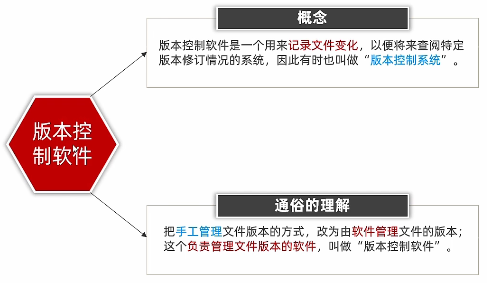 概念
版本控制软件是一个用来记录文件变化，以便将来查阅特定
版本修订情况的系统，因此有时也叫做“版本控制系统”。
版本控
制软件
通俗的理解
把手工管理文件版本的方式，改为由软件管理文件的版本；
这个负责管理文件版本的软件，叫做“版本控制软件”。